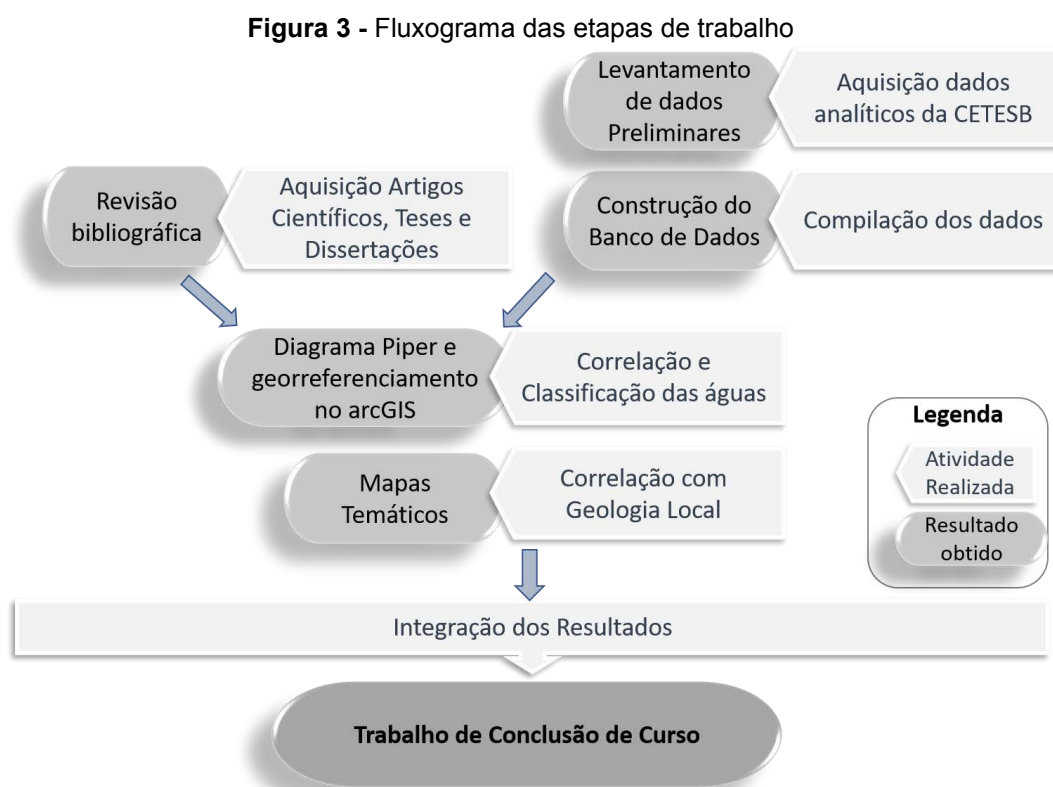 Figura 3 - Fluxograma das etapas de trabalho
Levantamento
de dados
Preliminares
Aquisição dados
analíticos da CETESB
Revisão
bibliográfica
Aquisição Artigos
Científicos, Teses e
Dissertações
Construção do
Banco de Dados
Compilação dos dados
Diagrama Piper e
georreferenciamento
no arcGIS
Correlação e
Classificação das águas
Mapas
Temáticos
Correlação com
Geologia Local
Legenda
Atividade
Realizada
Resultado
obtido
Integração dos Resultados
Trabalho de Conclusão de Curso